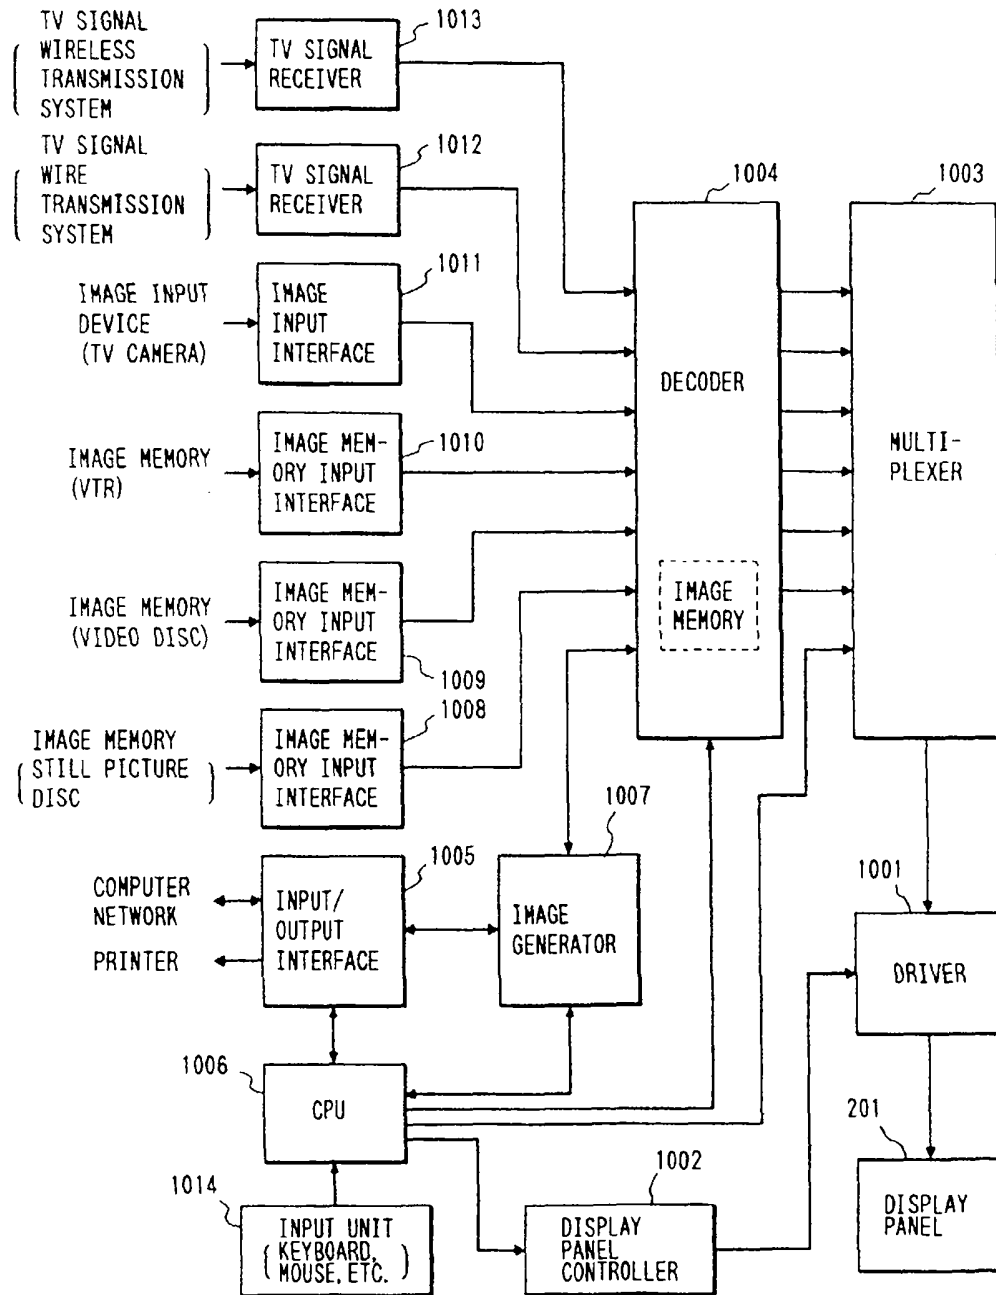 TV SIGNAL
WIRELESS
TRANSMISSION
SYSTEM
TV SIGNAL
RECEIVER
1013
TV SIGNAL
WIRE
TRANSMISSION
SYSTEM
TV SIGNAL
RECEIVER
1012
IMAGE INPUT
DEVICE
(TV CAMERA)
IMAGE
INPUT
INTERFACE
1011
IMAGE MEMORY
(VTR)
IMAGE MEM-
ORY INPUT
INTERFACE
1010
IMAGE MEMORY
(VIDEO DISC)
IMAGE MEM-
ORY INPUT
INTERFACE
1009
IMAGE MEMORY
STILL PICTURE
DISC
IMAGE MEM-
ORY INPUT
INTERFACE
1008
1004
DECODER
IMAGE
MEMORY
1003
MULTI-
PLEXER
COMPUTER
NETWORK
PRINTER
INPUT/
OUTPUT
INTERFACE
1005
IMAGE
GENERATOR
1007
1001
DRIVER
1006
CPU
201
DISPLAY
PANEL
1014
INPUT UNIT
KEYBOARD,
MOUSE, ETC.
1002
DISPLAY
PANEL
CONTROLLER